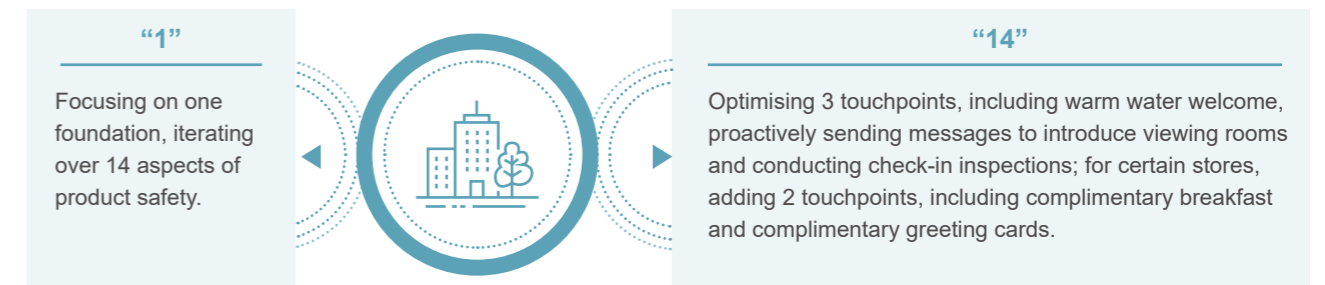 “1”
Focusing on one
foundation, iterating
over 14 aspects of
product safety.
“14”
Optimising 3 touchpoints, including warm water welcome,
proactively sending messages to introduce viewing rooms
and conducting check-in inspections; for certain stores,
adding 2 touchpoints, including complimentary breakfast
and complimentary greeting cards.